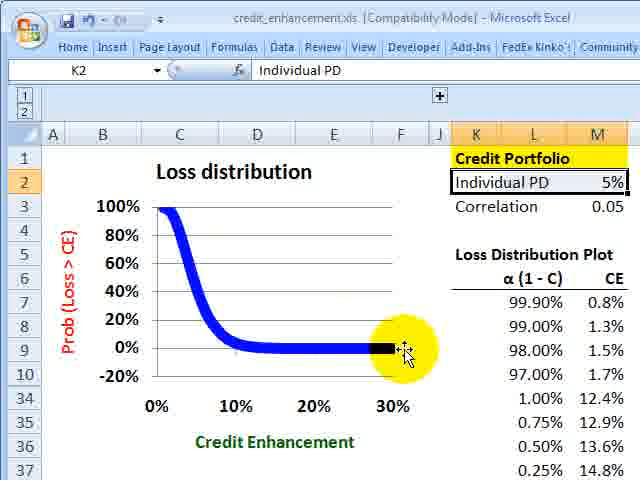 credit_enhancement.xls [Compatibility Mode] - Microsoft Excel
Home Insert Page Layout Formulas Data Review View Developer Add-Ins FedEx Kinko's Community
K2 fx Individual PD
1
2
A B C D E F J K L M
1 Loss distribution Credit Portfolio
2 Individual PD 5%
3 100% Correlation 0.05
4 80%
5 60% Loss Distribution Plot
6 40% α (1 - C) CE
7 20% 99.90% 0.8%
8 0% 99.00% 1.3%
9 -20% 98.00% 1.5%
10 97.00% 1.7%
34 0% 10% 20% 30% 1.00% 12.4%
35 0.75% 12.9%
36 Credit Enhancement 0.50% 13.6%
37 0.25% 14.8%
Prob (Loss > CE)